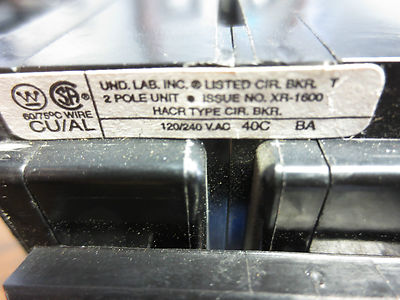 W SA UND. LAB. INC. ® LISTED CIR. BKR. T
2 POLE UNIT • ISSUE NO. XR-1600
60/75°C WIRE HACR TYPE CIR. BKR.
CU/AL 120/240 V.AC 40C BA